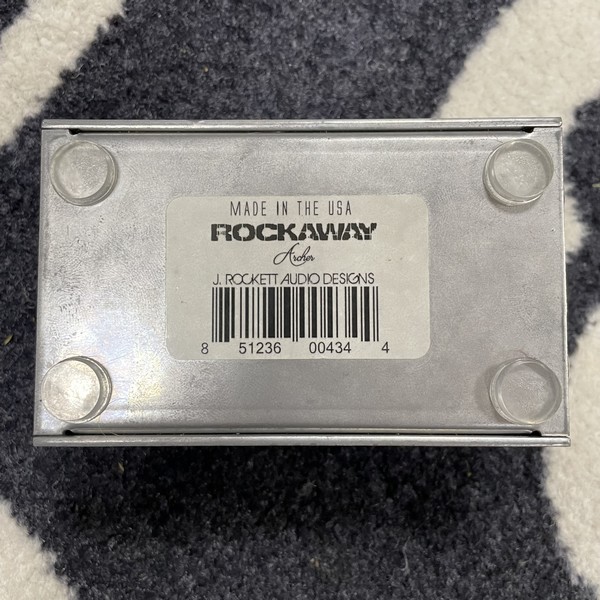 MADE IN THE USA
ROCKAWAY
Archer
J. ROCKETT AUDIO DESIGNS
8 51236 00434 4